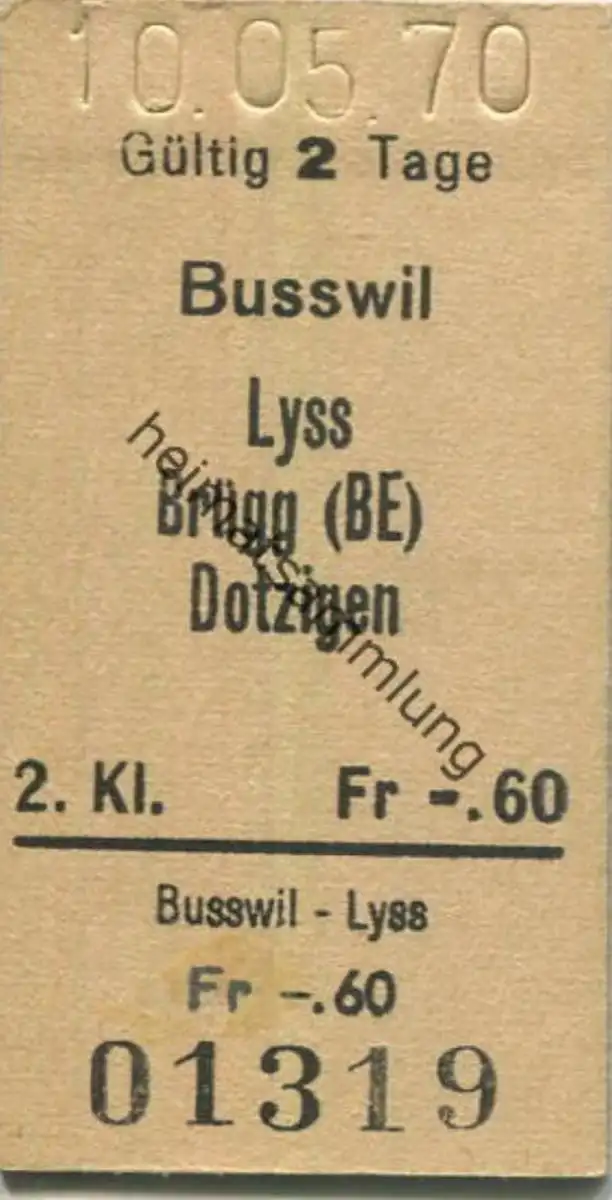 10.05.70
Gültig 2 Tage
Busswil
Lyss
Brügg (BE)
Dotzigen
heimatsammlung
2. Kl. Fr -.60
Busswil - Lyss
Fr -.60
01319